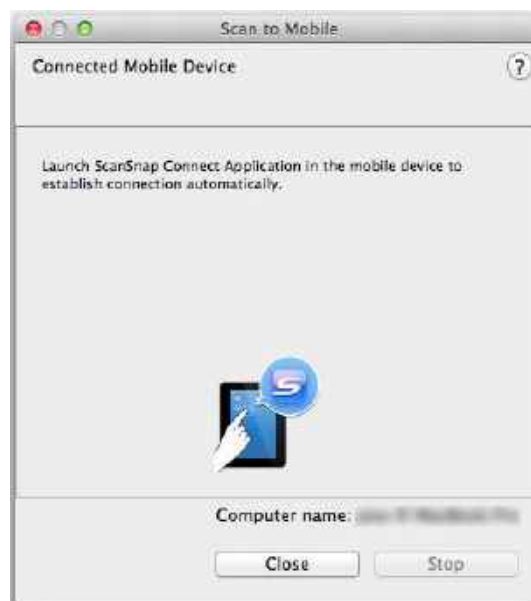 Scan to Mobile
Connected Mobile Device
?
Launch ScanSnap Connect Application in the mobile device to
establish connection automatically.
S
Computer name:
Close
Stop